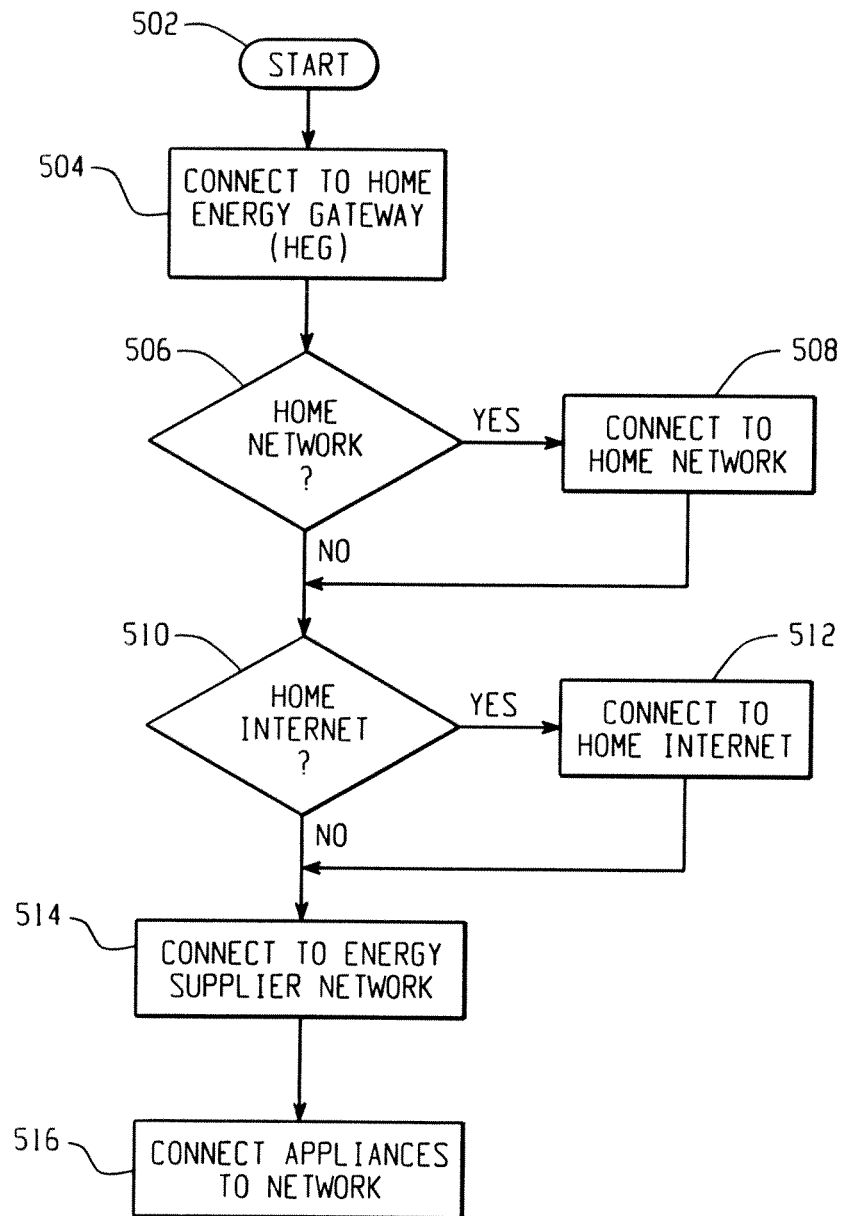 502
START
504
CONNECT TO HOME
ENERGY GATEWAY
(HEG)
506
HOME
NETWORK
?
YES
508
CONNECT TO
HOME NETWORK
NO
510
HOME
INTERNET
?
YES
512
CONNECT TO
HOME INTERNET
NO
514
CONNECT TO ENERGY
SUPPLIER NETWORK
516
CONNECT APPLIANCES
TO NETWORK